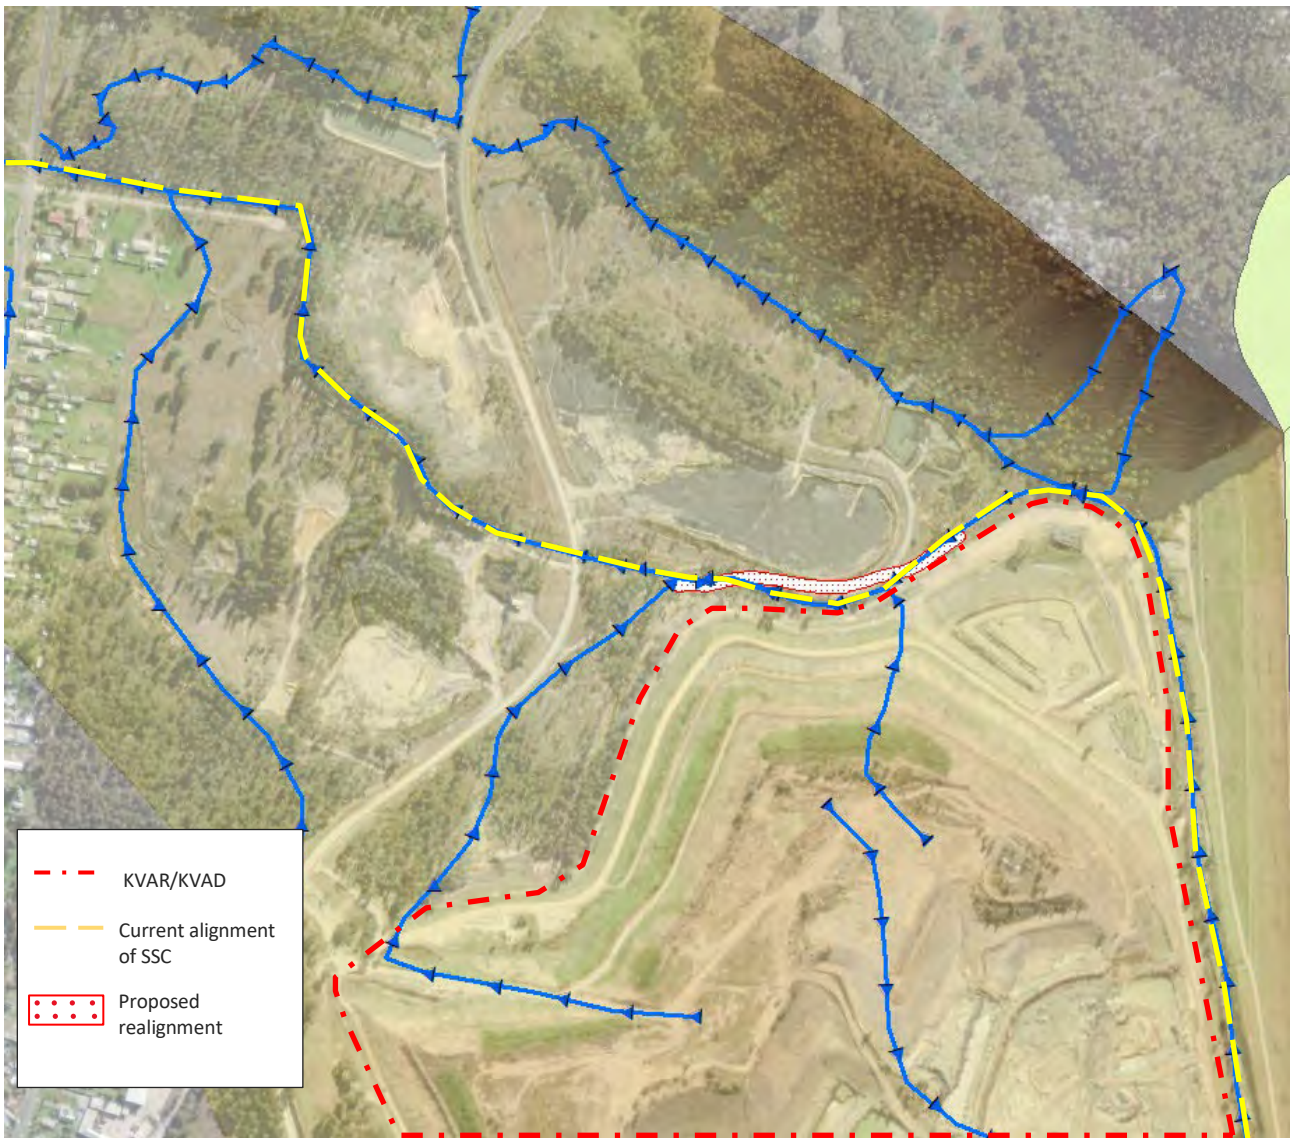 KVAR/KVAD
Current alignment
of SSC
Proposed
realignment